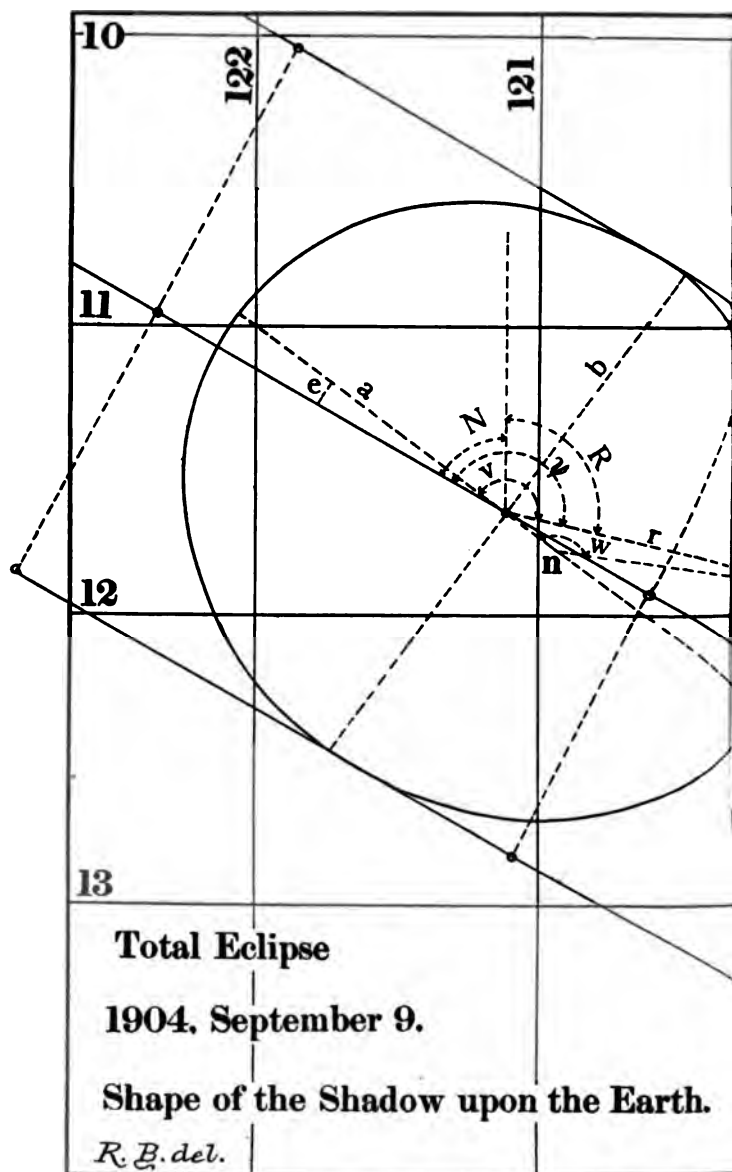 10
122
121
11
e
a
b
N
R
ψ
v
r
w
n
12
13
Total Eclipse
1904, September 9.
Shape of the Shadow upon the Earth.
R. B. del.